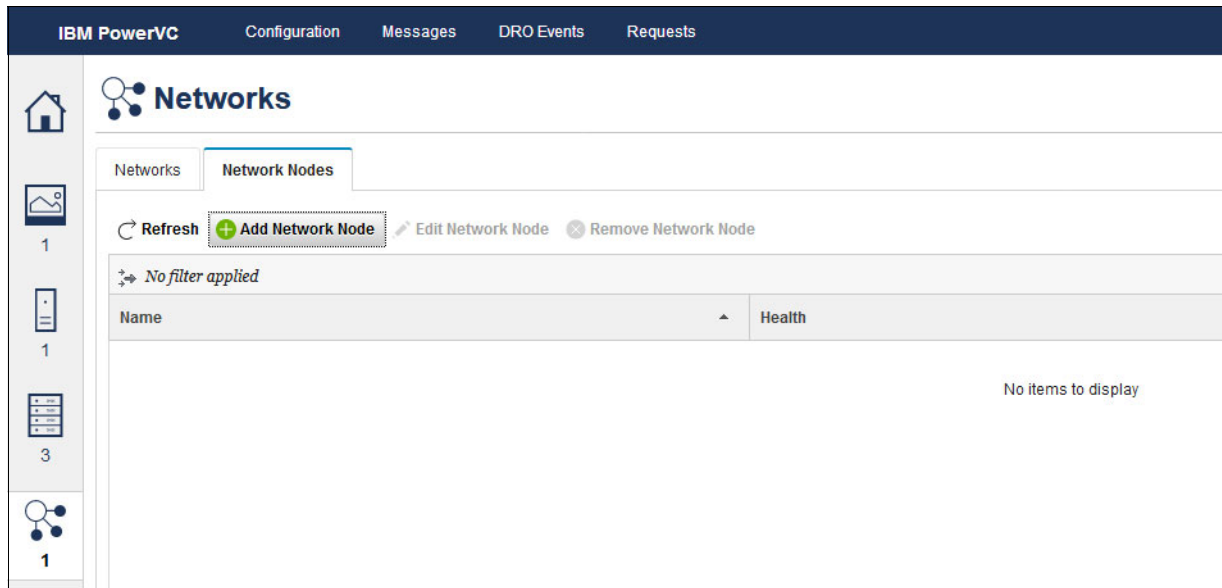 IBM PowerVC Configuration Messages DRO Events Requests
Networks
Networks Network Nodes
Refresh Add Network Node Edit Network Node Remove Network Node
1
No filter applied
Name Health
1
No items to display
3
1